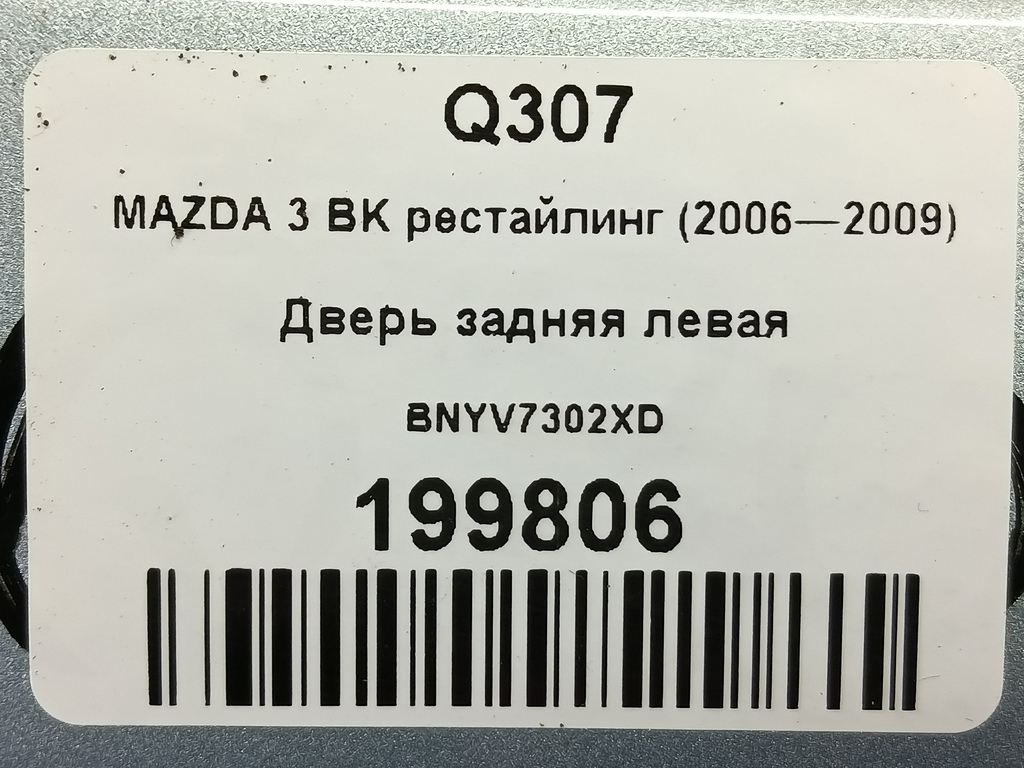 Q307
MAZDA 3 BK рестайлинг (2006—2009)
Дверь задняя левая
BNYV7302XD
199806